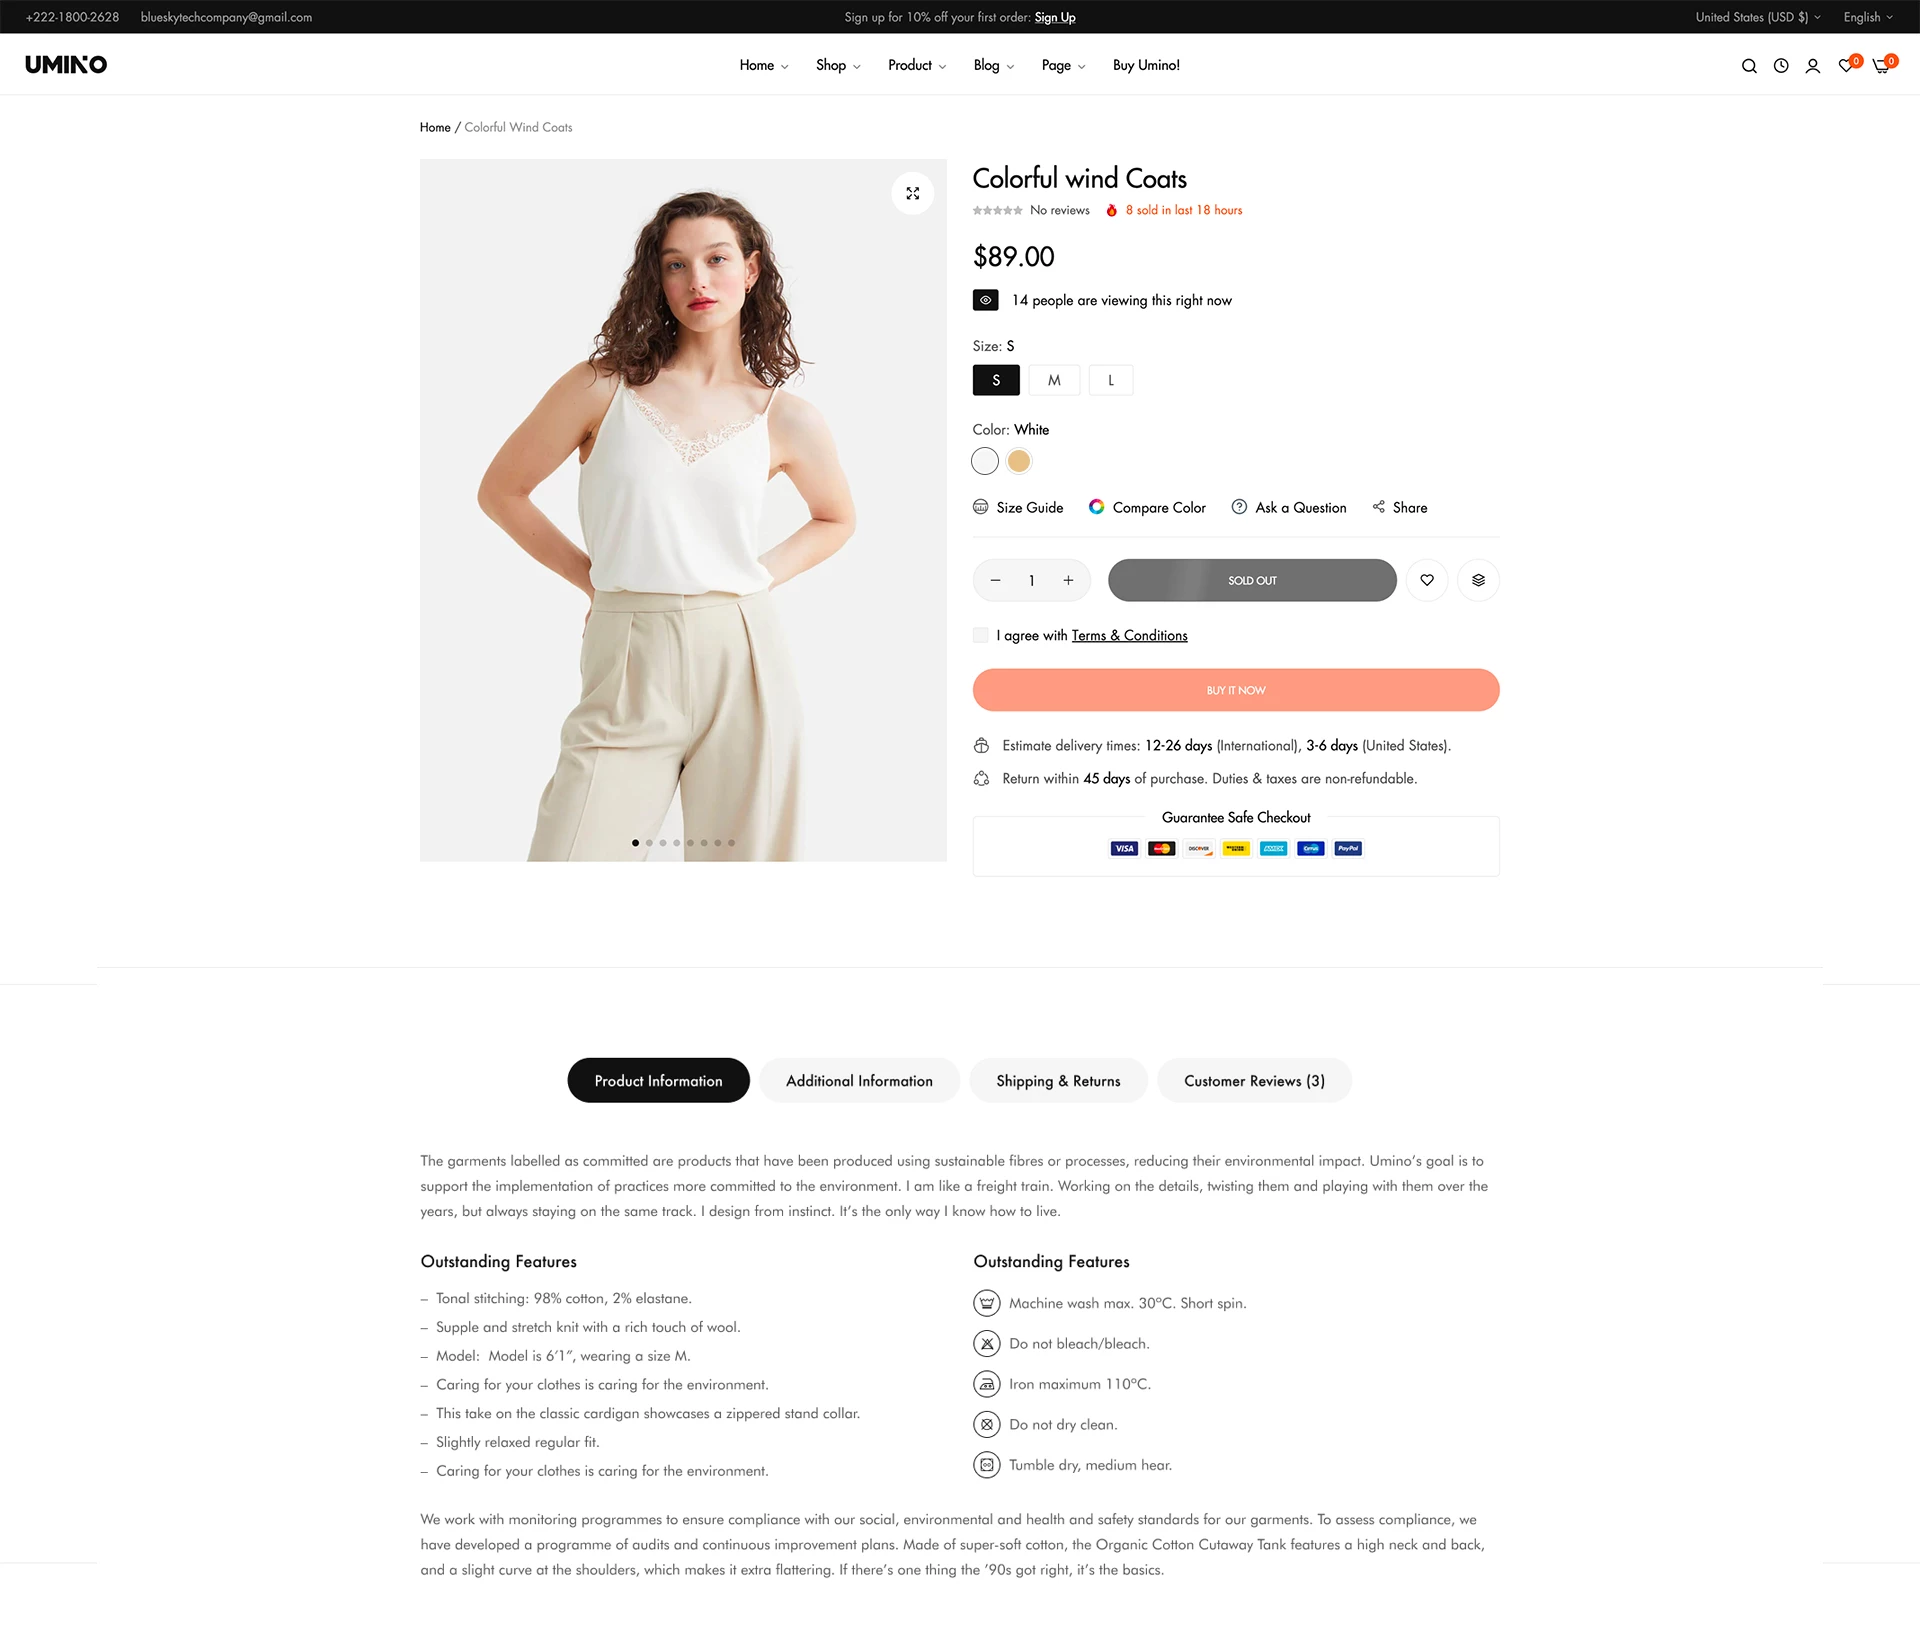 +222-1800-2628 blueskytechcompany@gmail.com Sign up for 10% off your first order: Sign Up United States (USD $) English
UMINO Home Shop Product Blog Page Buy Umino! 0 0
Home / Colorful Wind Coats
Colorful wind Coats
No reviews 8 sold in last 18 hours
$89.00
14 people are viewing this right now
Size: S
S M L
Color: White
Size Guide Compare Color Ask a Question Share
− 1 + SOLD OUT
I agree with Terms & Conditions
BUY IT NOW
Estimate delivery times: 12-26 days (International), 3-6 days (United States).
Return within 45 days of purchase. Duties & taxes are non-refundable.
Guarantee Safe Checkout
VISA DISCOVER Cirrus PayPal
Product Information Additional Information Shipping & Returns Customer Reviews (3)
The garments labelled as committed are products that have been produced using sustainable fibres or processes, reducing their environmental impact. Umino’s goal is to
support the implementation of practices more committed to the environment. I am like a freight train. Working on the details, twisting them and playing with them over the
years, but always staying on the same track. I design from instinct. It’s the only way I know how to live.
Outstanding Features
– Tonal stitching: 98% cotton, 2% elastane.
– Supple and stretch knit with a rich touch of wool.
– Model: Model is 6′1″, wearing a size M.
– Caring for your clothes is caring for the environment.
– This take on the classic cardigan showcases a zippered stand collar.
– Slightly relaxed regular fit.
– Caring for your clothes is caring for the environment.
Outstanding Features
Machine wash max. 30ºC. Short spin.
Do not bleach/bleach.
Iron maximum 110ºC.
Do not dry clean.
Tumble dry, medium hear.
We work with monitoring programmes to ensure compliance with our social, environmental and health and safety standards for our garments. To assess compliance, we
have developed a programme of audits and continuous improvement plans. Made of super-soft cotton, the Organic Cotton Cutaway Tank features a high neck and back,
and a slight curve at the shoulders, which makes it extra flattering. If there’s one thing the ’90s got right, it’s the basics.